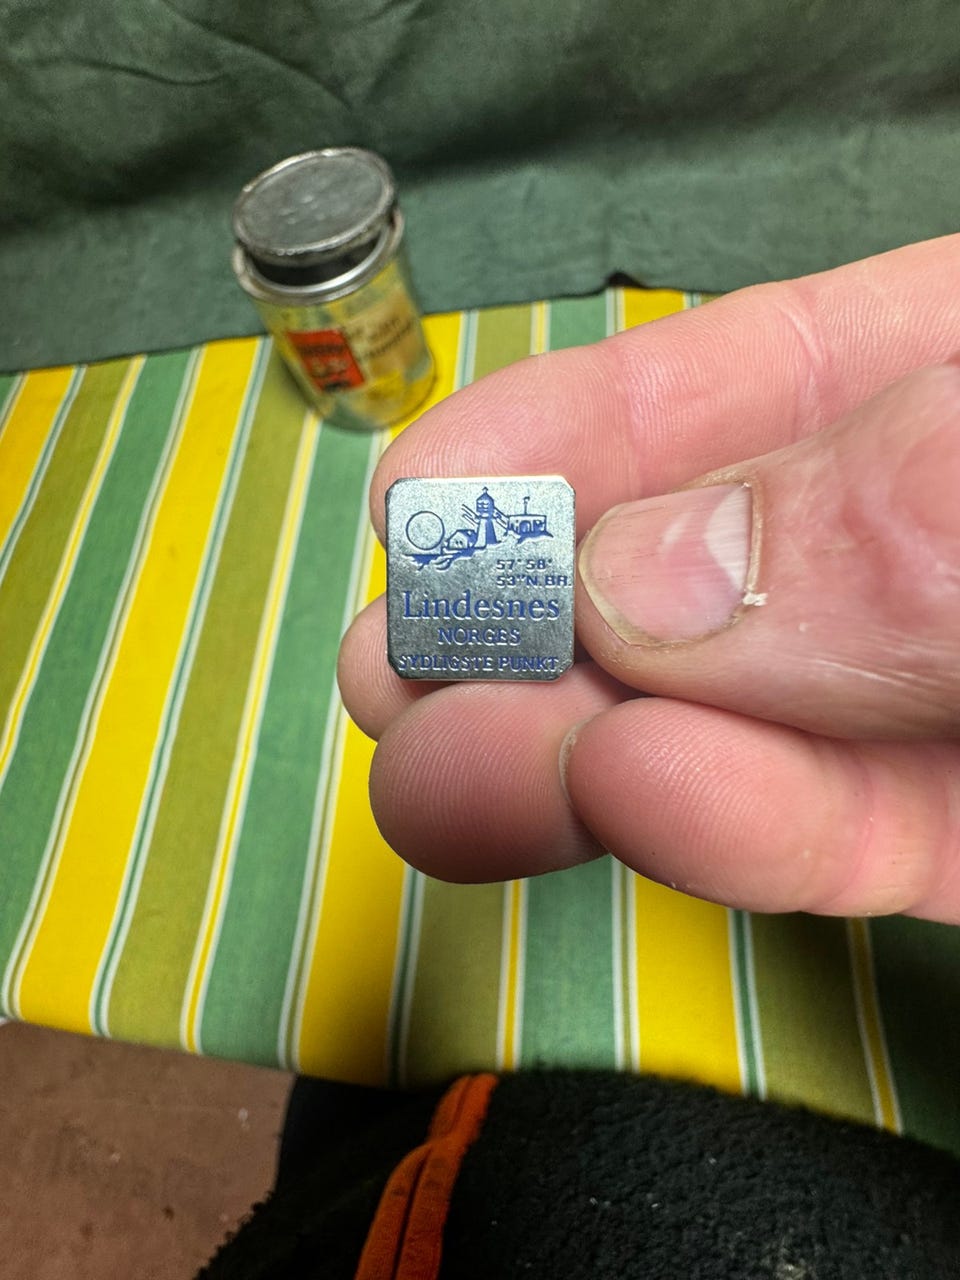 57°58'
53"N.BR.
Lindesnes
NORGES
SYDLIGSTE PUNKT.